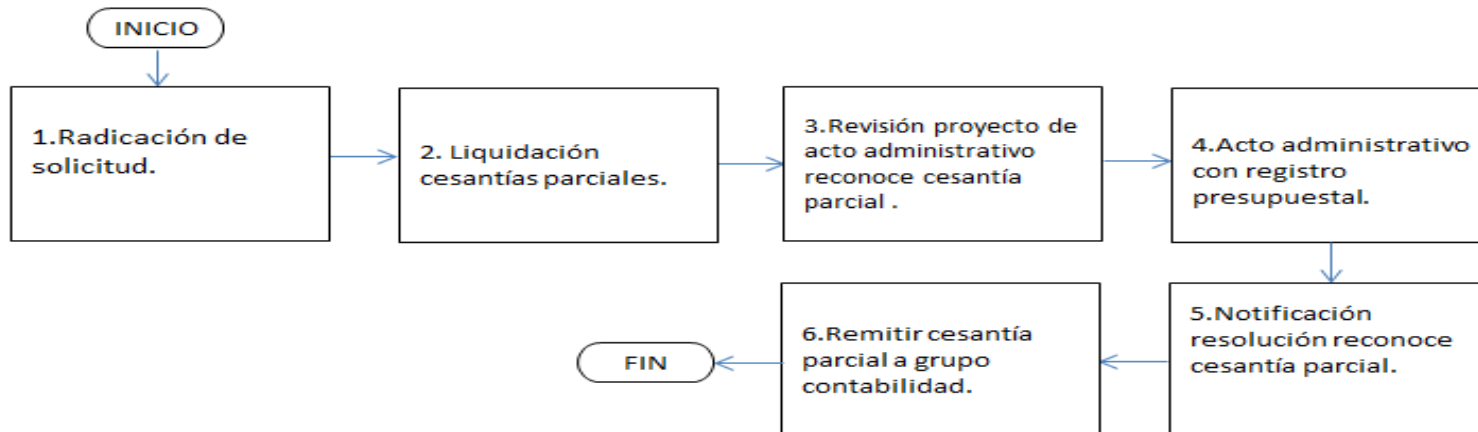 INICIO
1.Radicación de
solicitud.
2. Liquidación
cesantías parciales.
3.Revisión proyecto de
acto administrativo
reconoce cesantía
parcial .
4.Acto administrativo
con registro
presupuestal.
5.Notificación
resolución reconoce
cesantía parcial.
6.Remitir cesantía
parcial a grupo
contabilidad.
FIN